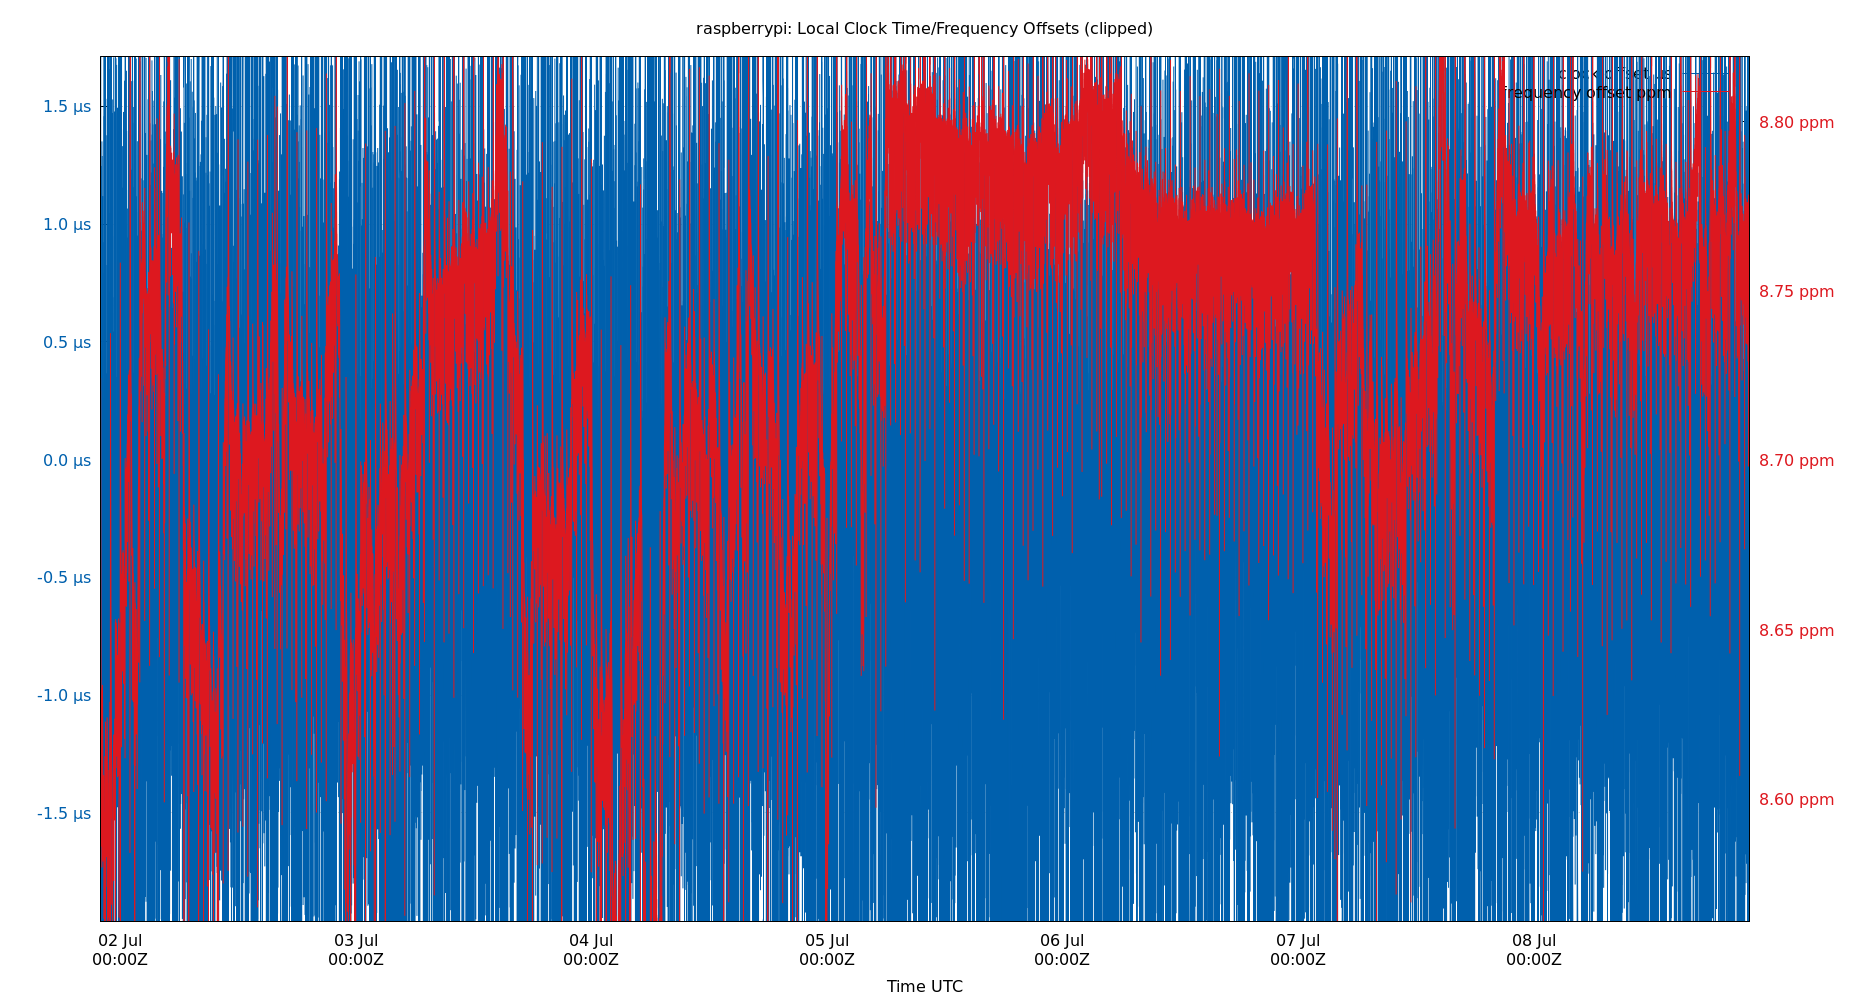 raspberrypi: Local Clock Time/Frequency Offsets (clipped)
clock offset μs
frequency offset ppm
1.5 μs
1.0 μs
0.5 μs
0.0 μs
-0.5 μs
-1.0 μs
-1.5 μs
8.80 ppm
8.75 ppm
8.70 ppm
8.65 ppm
8.60 ppm
02 Jul 03 Jul 04 Jul 05 Jul 06 Jul 07 Jul 08 Jul
00:00Z 00:00Z 00:00Z 00:00Z 00:00Z 00:00Z 00:00Z
Time UTC